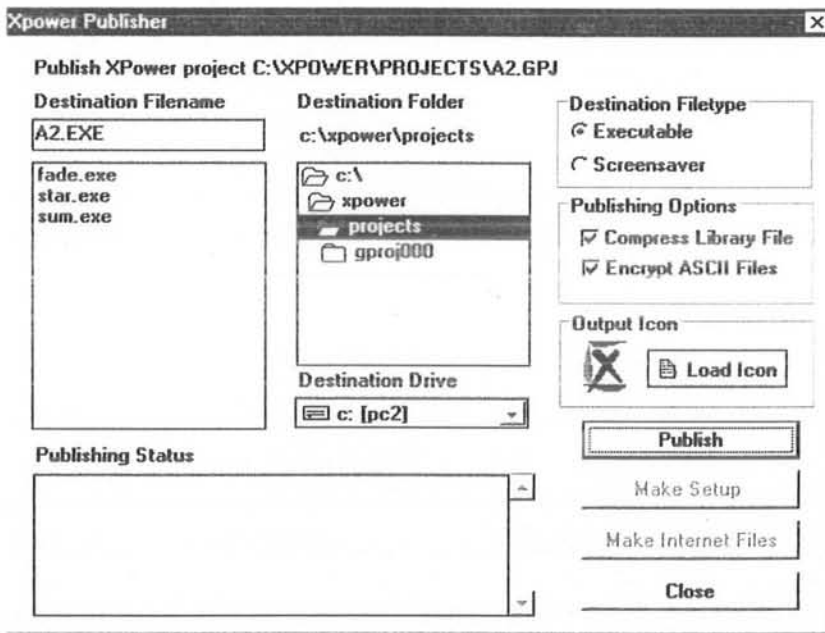 Xpower Publisher
Publish XPower project C:\XPOWER\PROJECTS\A2.GPJ
Destination Filename
A2.EXE
fade.exe
star.exe
sum.exe
Destination Folder
c:\xpower\projects
c:\
xpower
projects
gproj000
Destination Drive
c: [pc2]
Destination Filetype
Executable
Screensaver
Publishing Options
Compress Library File
Encrypt ASCII Files
Output Icon
Load Icon
Publishing Status
Publish
Make Setup
Make Internet Files
Close